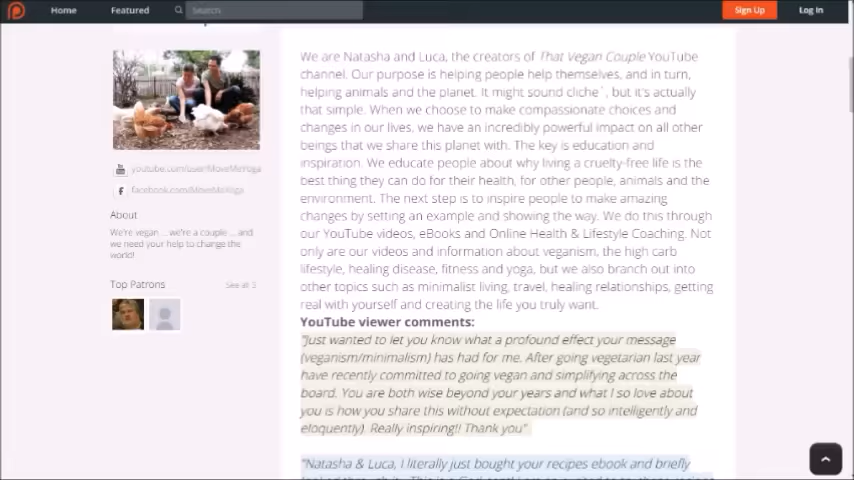 Home
Featured
Search
Sign Up
Log In
We are Natasha and Luca, the creators of That Vegan Couple YouTube
channel. Our purpose is helping people help themselves, and in turn,
helping animals and the planet. It might sound cliche`, but it's actually
that simple. When we choose to make compassionate choices and
changes in our lives, we have an incredibly powerful impact on all other
beings that we share this planet with. The key is education and
inspiration. We educate people about why living a cruelty-free life is the
best thing they can do for their health, for other people, animals and the
environment. The next step is to inspire people to make amazing
changes by setting an example and showing the way. We do this through
our YouTube videos, eBooks and Online Health & Lifestyle Coaching. Not
only are our videos and information about veganism, the high carb
lifestyle, healing disease, fitness and yoga, but we also branch out into
other topics such as minimalist living, travel, healing relationships, getting
real with yourself and creating the life you truly want.
YouTube viewer comments:
"Just wanted to let you know what a profound effect your message
(veganism/minimalism) has had for me. After going vegetarian last year
have recently committed to going vegan and simplifying across the
board. You are both wise beyond your years and what I so love about
you is how you share this without expectation (and so intelligently and
eloquently). Really inspiring!! Thank you"
"Natasha & Luca, I literally just bought your recipes ebook and briefly
youtube.com/user/MoveMeYoga
facebook.com/MoveMeYoga
About
We're vegan ... we're a couple ... and
we need your help to change the
world!
Top Patrons
See all 3